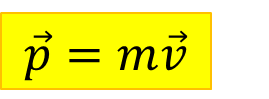 p⃗ = mv⃗